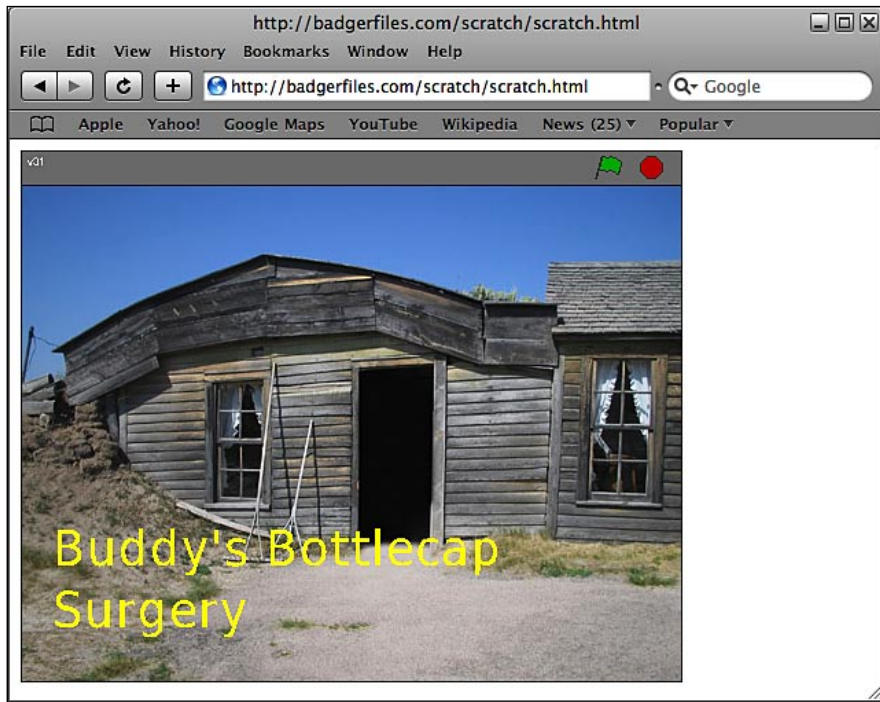 http://badgerfiles.com/scratch/scratch.html
File Edit View History Bookmarks Window Help
http://badgerfiles.com/scratch/scratch.html Google
Apple Yahoo! Google Maps YouTube Wikipedia News (25) Popular
v31
Buddy's Bottlecap
Surgery